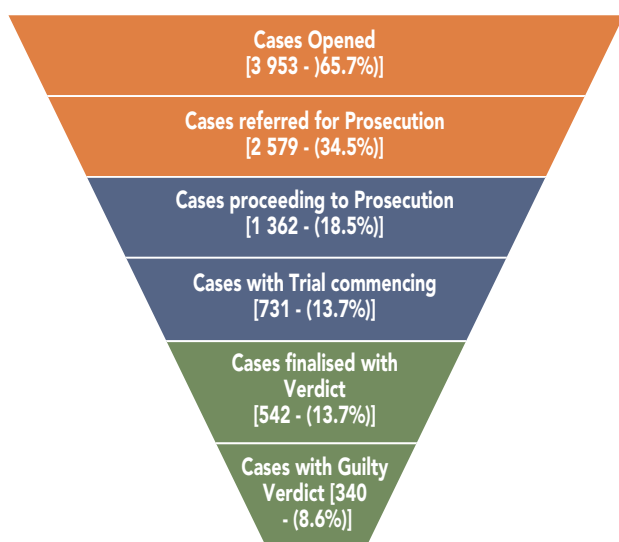 Cases Opened
[3 953 - )65.7%)]
Cases referred for Prosecution
[2 579 - (34.5%)]
Cases proceeding to Prosecution
[1 362 - (18.5%)]
Cases with Trial commencing
[731 - (13.7%)]
Cases finalised with
Verdict
[542 - (13.7%)]
Cases with Guilty
Verdict [340
- (8.6%)]